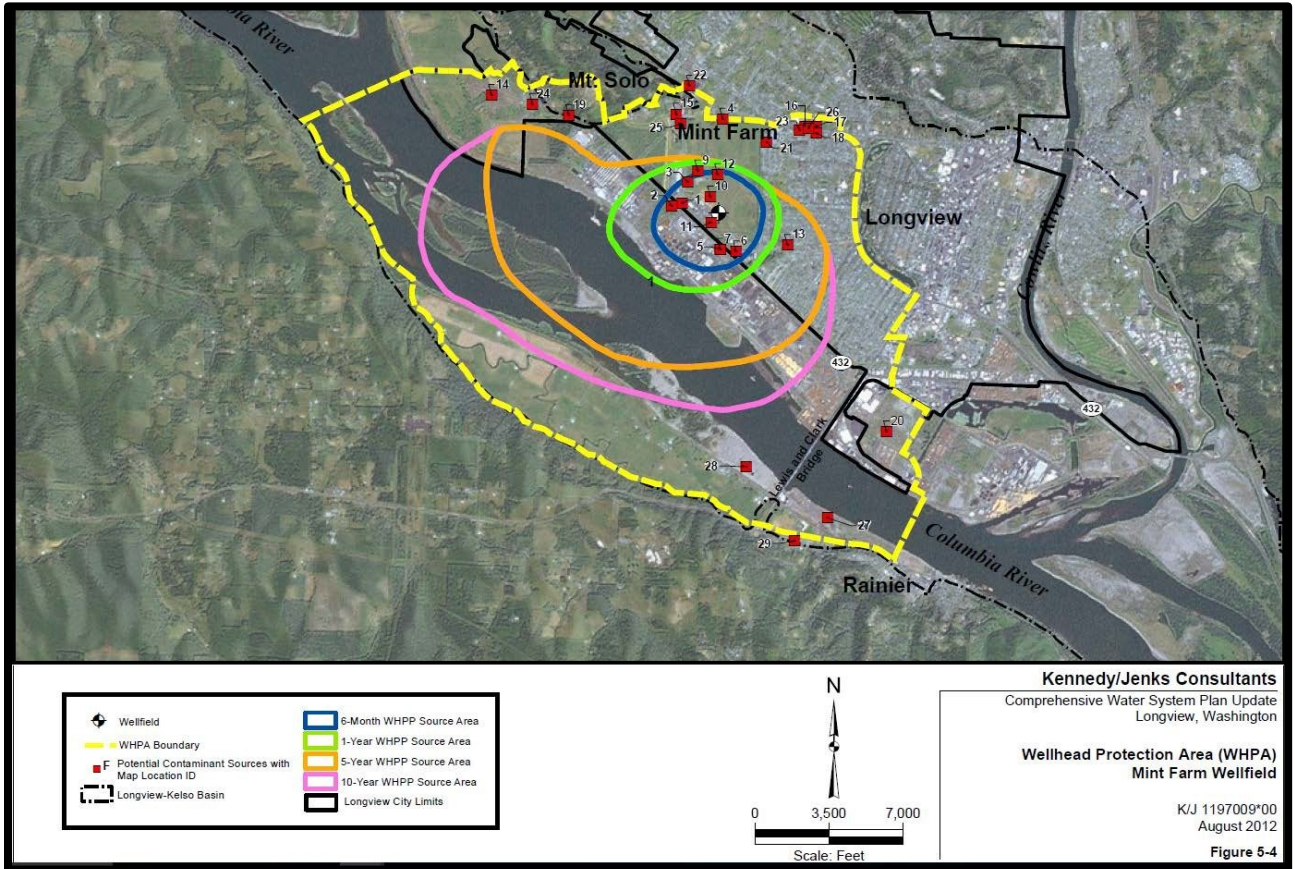 bia River
Mt. Solo
22
14
24
19
15
25
4
Mint Farm
16
26
23
17
18
21
9
12
3
10
2
1
11
7
6
5
13
1
Longview
432
432
20
28
Lewis and Clark
Bridge
27
29
Columbia River
Rainier
Wellfield
WHPA Boundary
F Potential Contaminant Sources with
Map Location ID
Longview-Kelso Basin
6-Month WHPP Source Area
1-Year WHPP Source Area
5-Year WHPP Source Area
10-Year WHPP Source Area
Longview City Limits
N
0 3,500 7,000
Scale: Feet
Kennedy/Jenks Consultants
Comprehensive Water System Plan Update
Longview, Washington
Wellhead Protection Area (WHPA)
Mint Farm Wellfield
K/J 1197009*00
August 2012
Figure 5-4